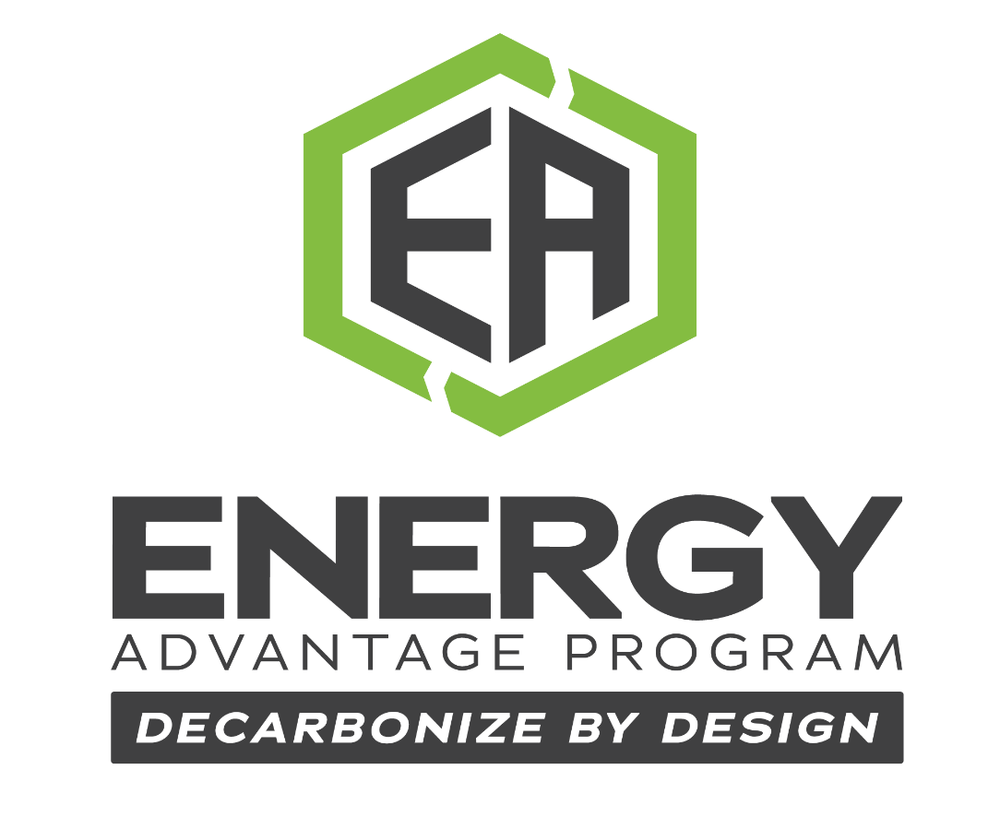 EA
ENERGY
ADVANTAGE PROGRAM
DECARBONIZE BY DESIGN